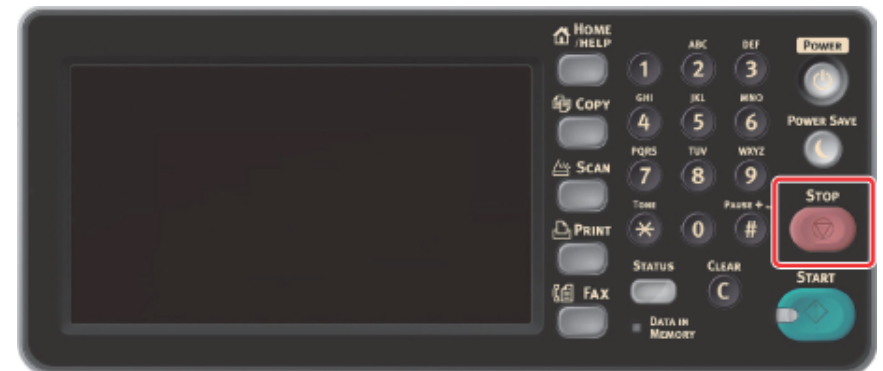 HOME
/HELP
COPY
SCAN
PRINT
FAX
ABC DEF
1 2 3
GHI JKL MNO
4 5 6
PQRS TUV WXYZ
7 8 9
TONE PAUSE + -
* 0 #
STATUS CLEAR
C
DATA IN
MEMORY
POWER
POWER SAVE
STOP
START